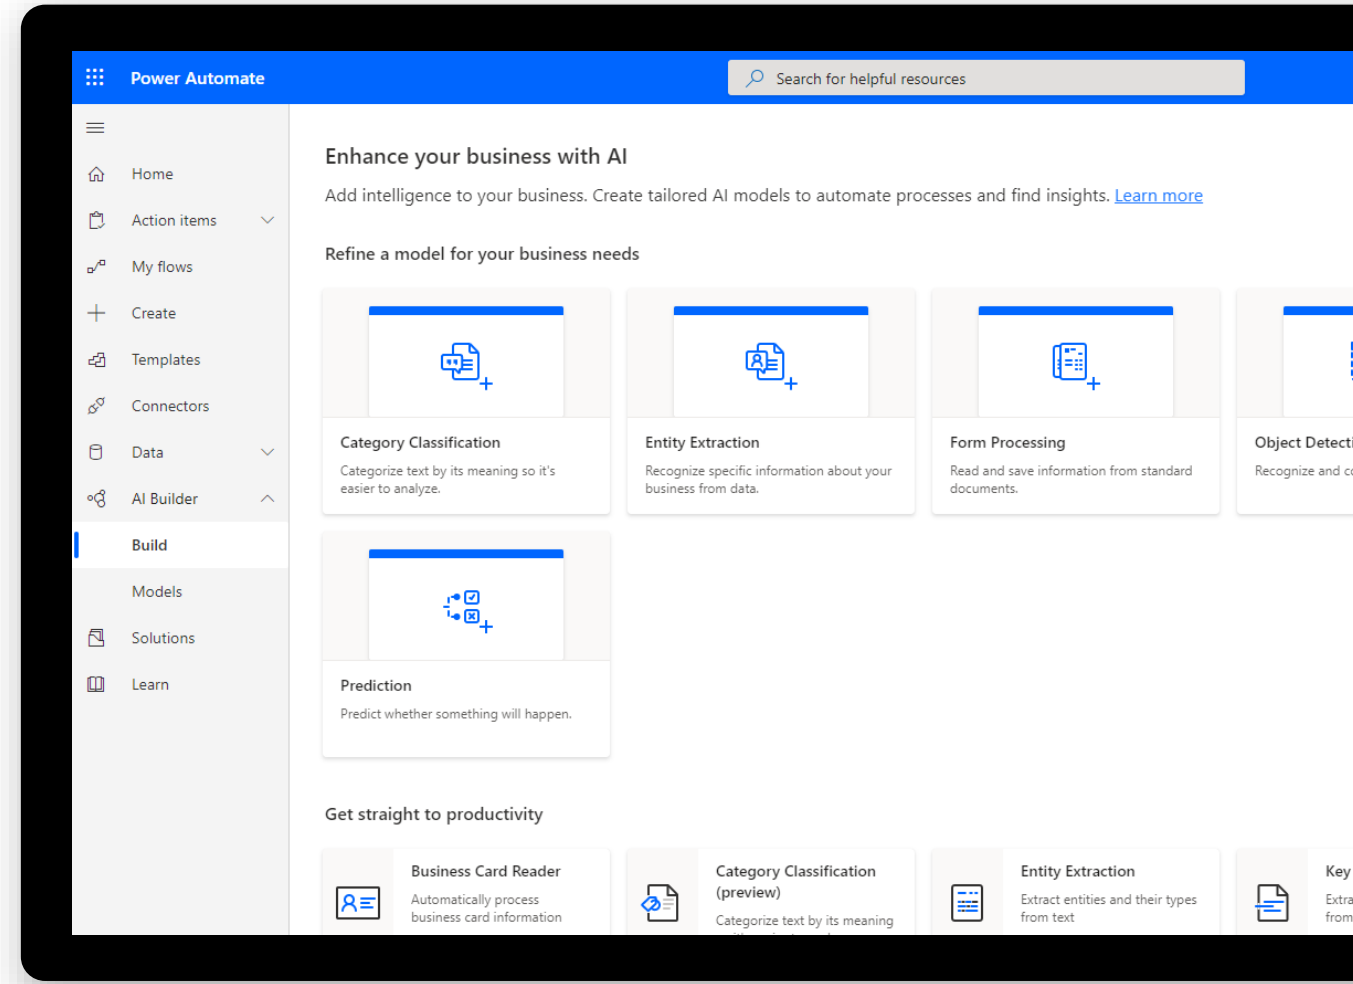 Power Automate
Search for helpful resources
Home
Action items
My flows
Create
Templates
Connectors
Data
AI Builder
Build
Models
Solutions
Learn
Enhance your business with AI
Add intelligence to your business. Create tailored AI models to automate processes and find insights. Learn more
Refine a model for your business needs
Category Classification
Categorize text by its meaning so it's
easier to analyze.
Entity Extraction
Recognize specific information about your
business from data.
Form Processing
Read and save information from standard
documents.
Object
Recognize and
Prediction
Predict whether something will happen.
Get straight to productivity
Business Card Reader
Automatically process
business card information
Category Classification
(preview)
Categorize text by its meaning
Entity Extraction
Extract entities and their types
from text
Key
from